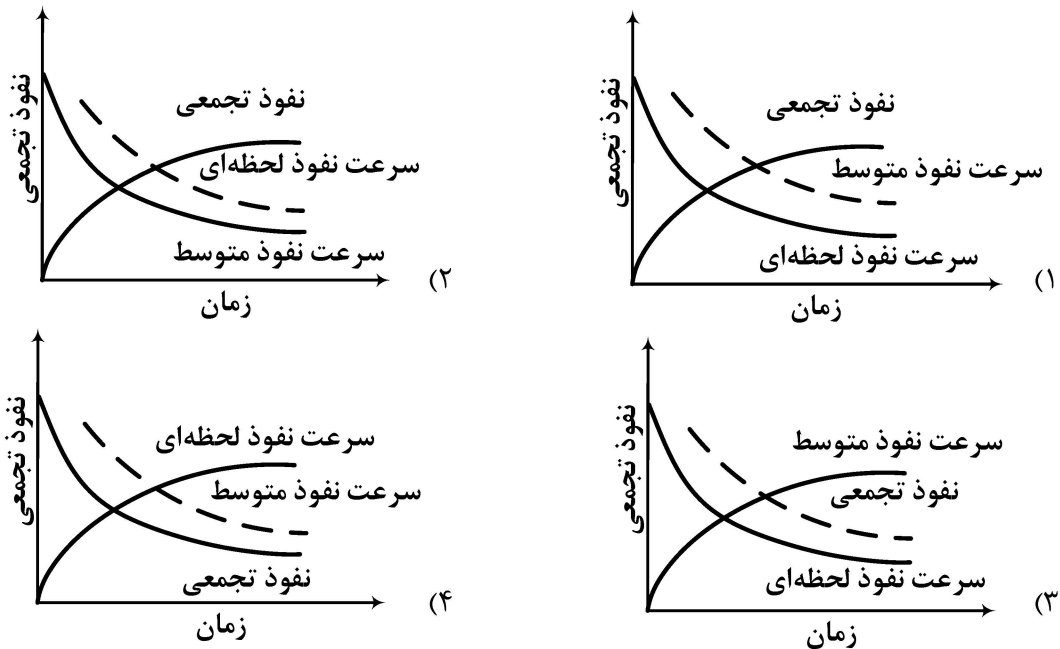 نفوذ تجمعی
نفوذ تجمعی
سرعت نفوذ متوسط
سرعت نفوذ لحظه‌ای
زمان
۱)
نفوذ تجمعی
نفوذ تجمعی
سرعت نفوذ لحظه‌ای
سرعت نفوذ متوسط
زمان
۲)
نفوذ تجمعی
سرعت نفوذ متوسط
نفوذ تجمعی
سرعت نفوذ لحظه‌ای
زمان
۳)
نفوذ تجمعی
سرعت نفوذ لحظه‌ای
سرعت نفوذ متوسط
نفوذ تجمعی
زمان
۴)